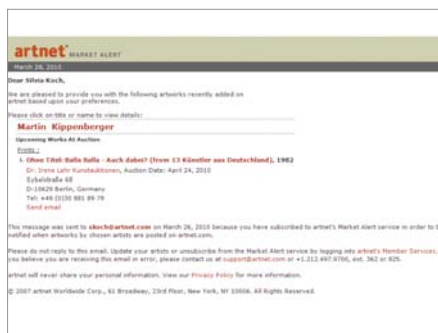 artnet MARKET ALERT
March 28, 2010
Dear Silvia Koch,
We are pleased to provide you with the following artworks recently added on
artnet based upon your preferences.
Please click on title or name to view details:
Martin Kippenberger
Upcoming Works At Auction
Prints :
1. Ohne Titel: Balla Balla - Auch dabei? (from 13 Künstler aus Deutschland), 1982
Dr. Irene Lehr Kunstauktionen, Auction Date: April 24, 2010
Sybelstraße 68
D-10629 Berlin, Germany
Tel: +49 (0)30 881 89 79
Send email
This message was sent to skoch@artnet.com on March 26, 2010 because you have subscribed to artnet's Market Alert service in order to b
notified when artworks by chosen artists are posted on artnet.com.
Please do not reply to this email. Update your artists or unsubscribe from the Market Alert service by logging into artnet's Member Services.
you believe you are receiving this email in error, please contact us at support@artnet.com or +1.212.497.9700, ext. 362 or 825.
artnet will never share your personal information. View our Privacy Policy for more information.
© 2007 artnet Worldwide Corp., 61 Broadway, 23rd Floor, New York, NY 10006. All Rights Reserved.